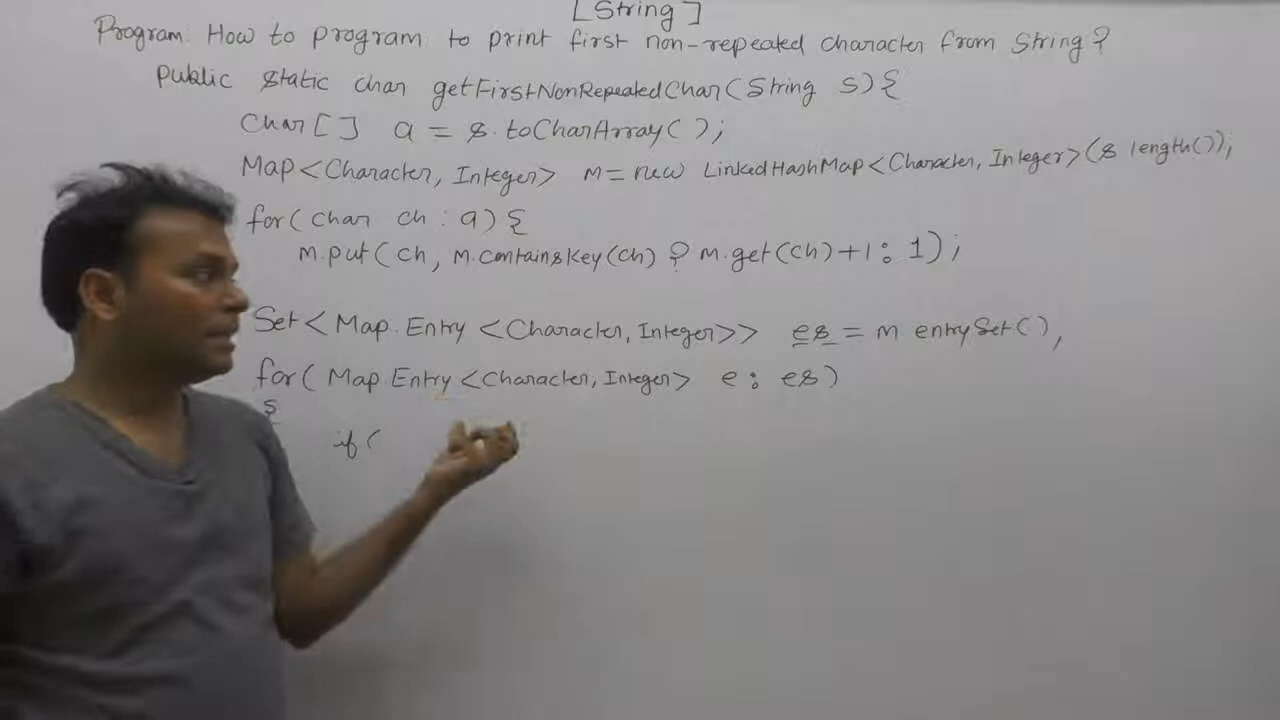 [String]
Program: How to program to print first non-repeated character from String?
Public static char getFirstNonRepeatedChar(String s){
Char[] a = s.toCharArray();
Map<Character, Integer> m = new LinkedHashMap<Character, Integer>(s length());
for( char ch : a) {
m.put(ch, m.containskey(ch) ? m.get(ch)+1 : 1);
Set<Map.Entry<Character, Integer>> es = m entrySet(),
for( Map.Entry<Character, Integer> e : es)
{
if(